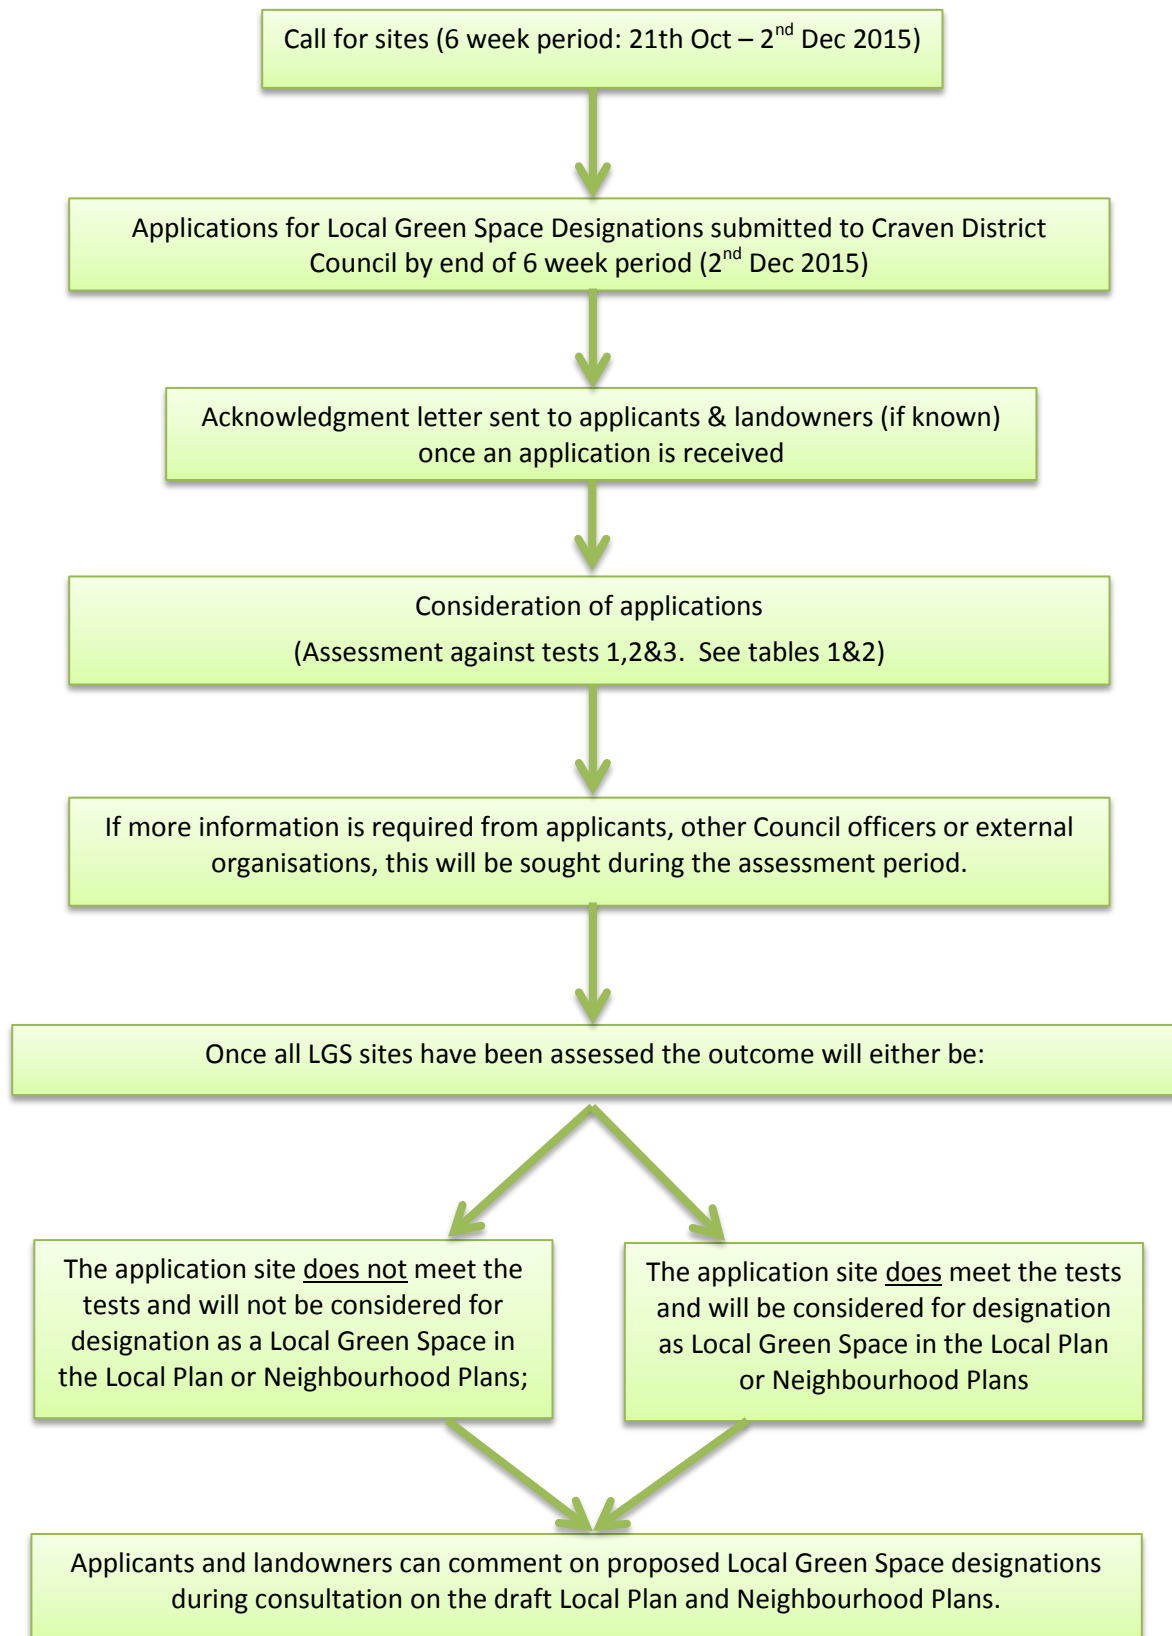 Call for sites (6 week period: 21th Oct – 2nd Dec 2015)
Applications for Local Green Space Designations submitted to Craven District
Council by end of 6 week period (2nd Dec 2015)
Acknowledgment letter sent to applicants & landowners (if known)
once an application is received
Consideration of applications
(Assessment against tests 1,2&3. See tables 1&2)
If more information is required from applicants, other Council officers or external
organisations, this will be sought during the assessment period.
Once all LGS sites have been assessed the outcome will either be:
The application site does not meet the
tests and will not be considered for
designation as a Local Green Space in
the Local Plan or Neighbourhood Plans;
The application site does meet the tests
and will be considered for designation
as Local Green Space in the Local Plan
or Neighbourhood Plans
Applicants and landowners can comment on proposed Local Green Space designations
during consultation on the draft Local Plan and Neighbourhood Plans.